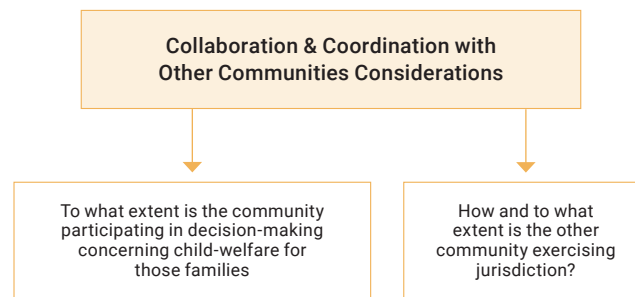 Collaboration & Coordination with
Other Communities Considerations
To what extent is the community
participating in decision-making
concerning child-welfare for
those families
How and to what
extent is the other
community exercising
jurisdiction?